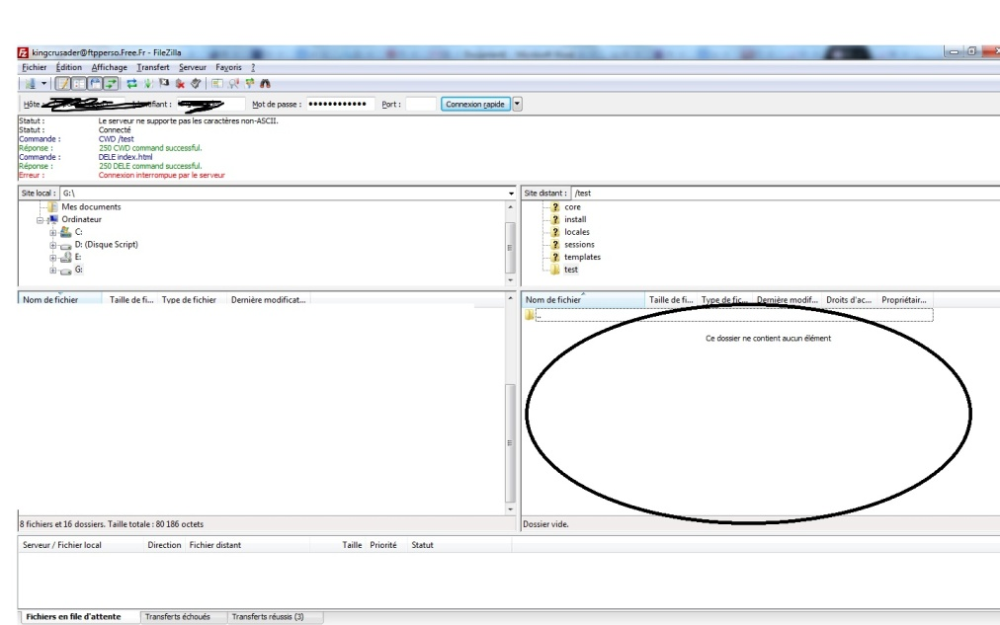 kingcrusader@ftpperso.Free.Fr - FileZilla
Fichier Édition Affichage Transfert Serveur Favoris ?
Hôte : Identifiant : Mot de passe : •••••••••••• Port : Connexion rapide
Statut : Le serveur ne supporte pas les caractères non-ASCII.
Statut : Connecté
Commande : CWD /test
Réponse : 250 CWD command successful.
Commande : DELE index.html
Réponse : 250 DELE command successful.
Erreur : Connexion interrompue par le serveur
Site local : G:\
Mes documents
Ordinateur
C:
D: (Disque Script)
E:
G:
Site distant : /test
core
install
locales
sessions
templates
test
Nom de fichier Taille de fi... Type de fichier Dernière modificat...
8 fichiers et 16 dossiers. Taille totale : 80 186 octets
Nom de fichier Taille de fi... Type de fic... Dernière modif... Droits d'ac... Propriétair...
..
Ce dossier ne contient aucun élément
Dossier vide.
Serveur / Fichier local Direction Fichier distant Taille Priorité Statut
Fichiers en file d'attente Transferts échoués Transferts réussis (3)